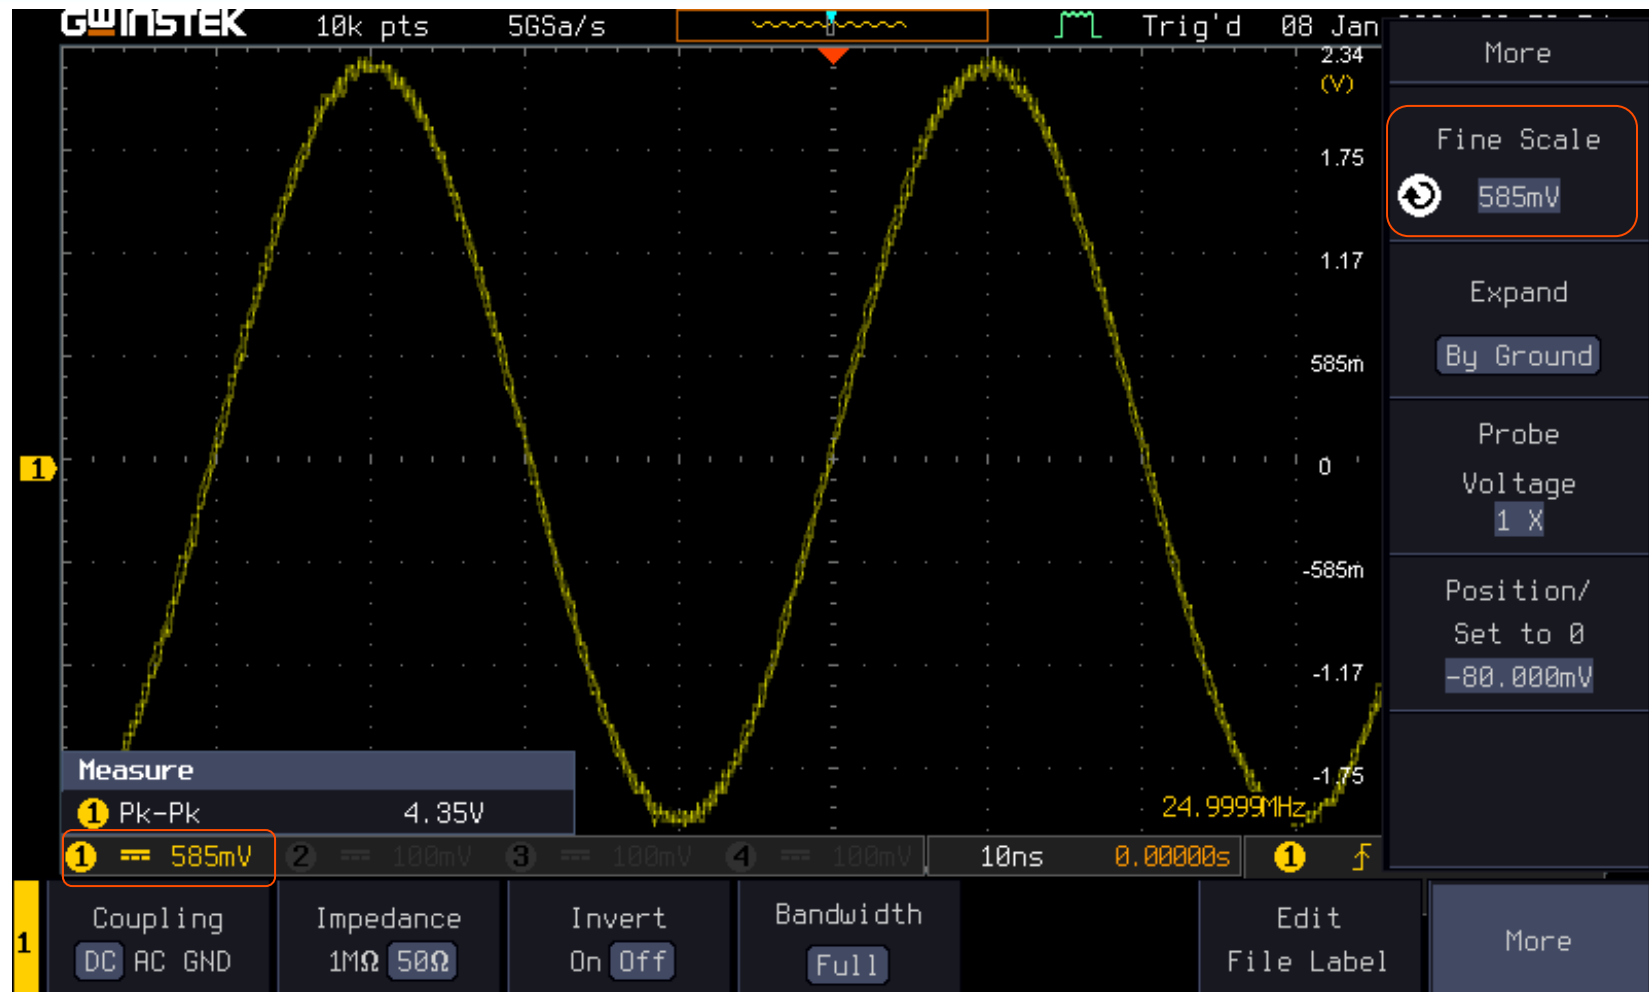 GWINSTEK 10k pts 5GSa/s Trig'd 08 Jan
2.34
(V)
1.75
1.17
585m
0
-585m
-1.17
-1.75
1
24.9999MHz
Measure
1 Pk-Pk 4.35V
1 585mV 2 100mV 3 100mV 4 100mV 10ns 0.00000s 1
More
Fine Scale
585mV
Expand
By Ground
Probe
Voltage
1 X
Position/
Set to 0
-80.000mV
1
Coupling
DC AC GND
Impedance
1MΩ 50Ω
Invert
On Off
Bandwidth
Full
Edit
File Label
More